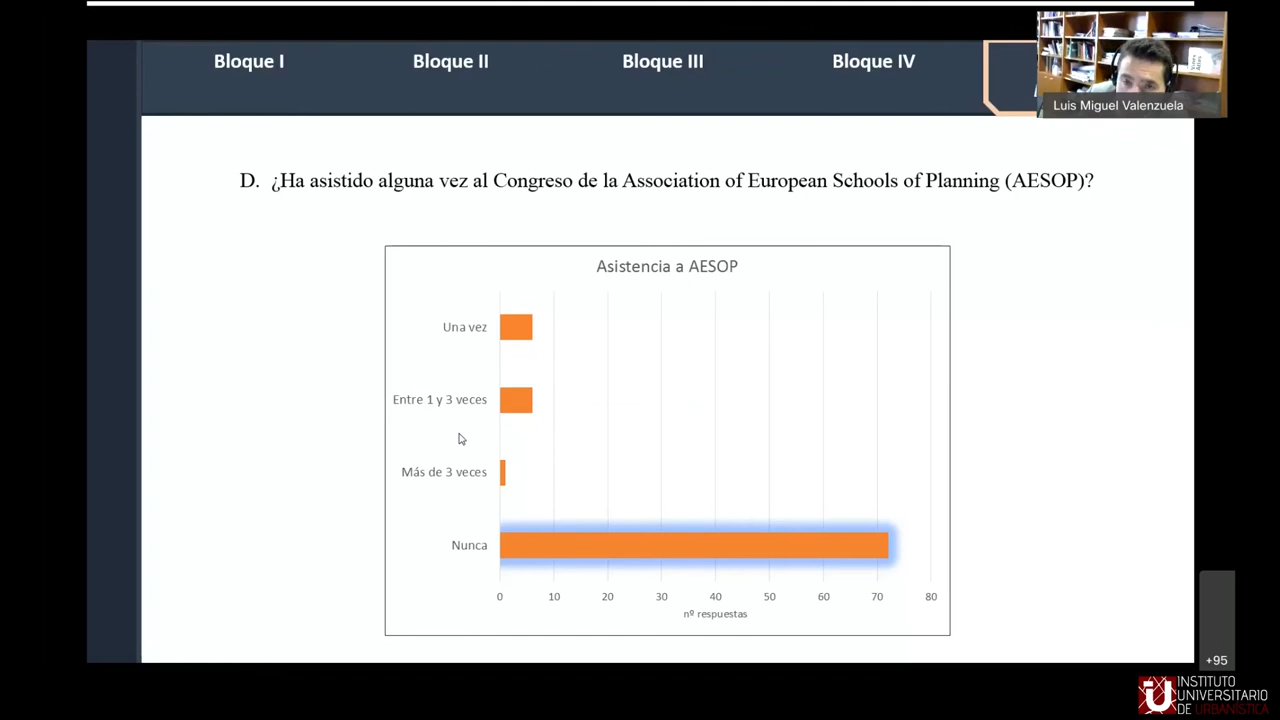 Bloque I
Bloque II
Bloque III
Bloque IV
Luis Miguel Valenzuela
D. ¿Ha asistido alguna vez al Congreso de la Association of European Schools of Planning (AESOP)?
Asistencia a AESOP
Una vez
Entre 1 y 3 veces
Más de 3 veces
Nunca
0 10 20 30 40 50 60 70 80
nº respuestas
+95
INSTITUTO
UNIVERSITARIO
DE URBANÍSTICA